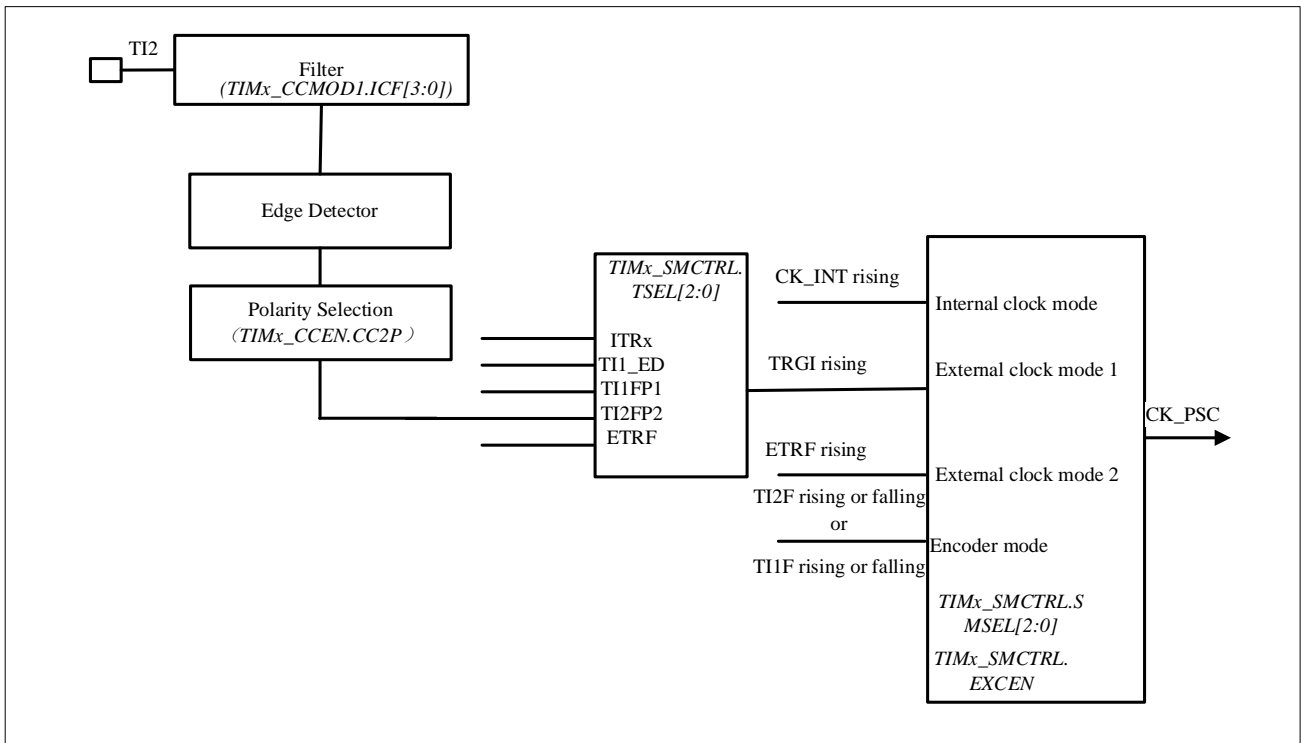 TI2
Filter
(TIMx_CCMOD1.ICF[3:0])
Edge Detector
Polarity Selection
（TIMx_CCEN.CC2P）
TIMx_SMCTRL.
TSEL[2:0]
ITRx
TI1_ED
TI1FP1
TI2FP2
ETRF
CK_INT rising
TRGI rising
ETRF rising
TI2F rising or falling
or
TI1F rising or falling
Internal clock mode
External clock mode 1
External clock mode 2
Encoder mode
TIMx_SMCTRL.S
MSEL[2:0]
TIMx_SMCTRL.
EXCEN
CK_PSC